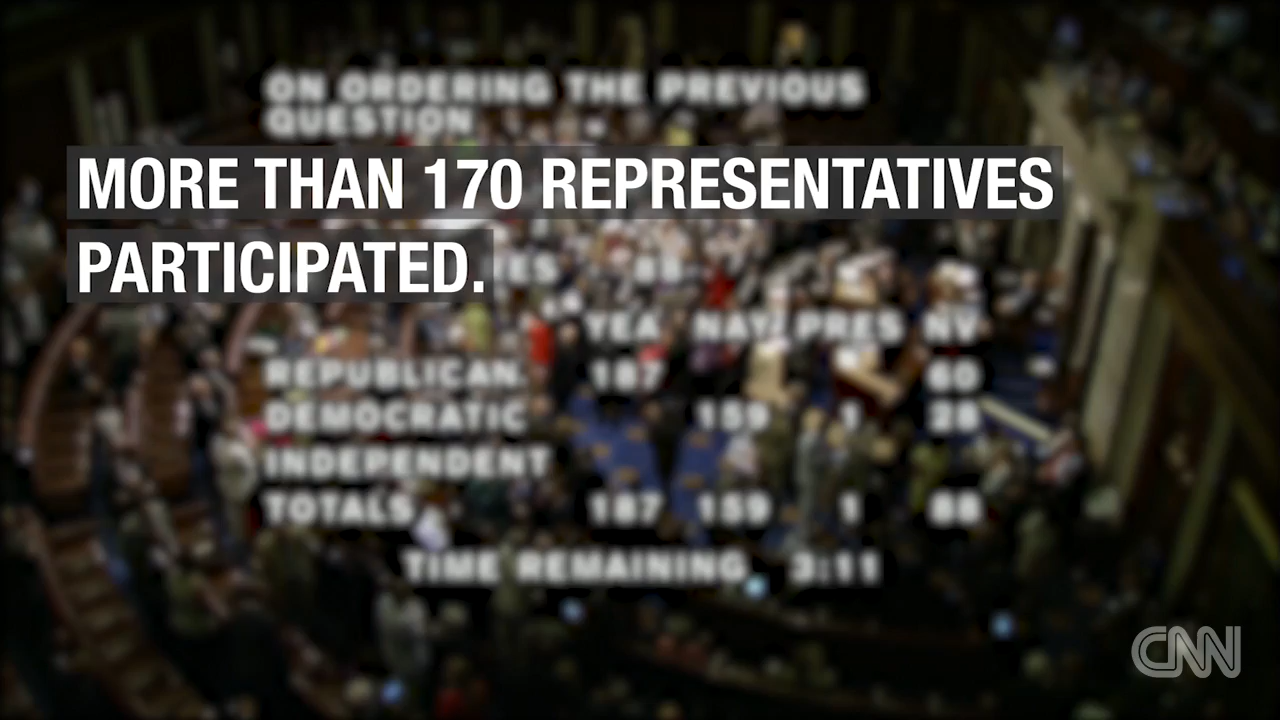 ON ORDERING THE PREVIOUS
QUESTION
MORE THAN 170 REPRESENTATIVES
PARTICIPATED.
YEA NAY PRES NV
REPUBLICAN 187 60
DEMOCRATIC 159 1 28
INDEPENDENT
TOTALS 187 159 1 88
TIME REMAINING 3:11
CNN